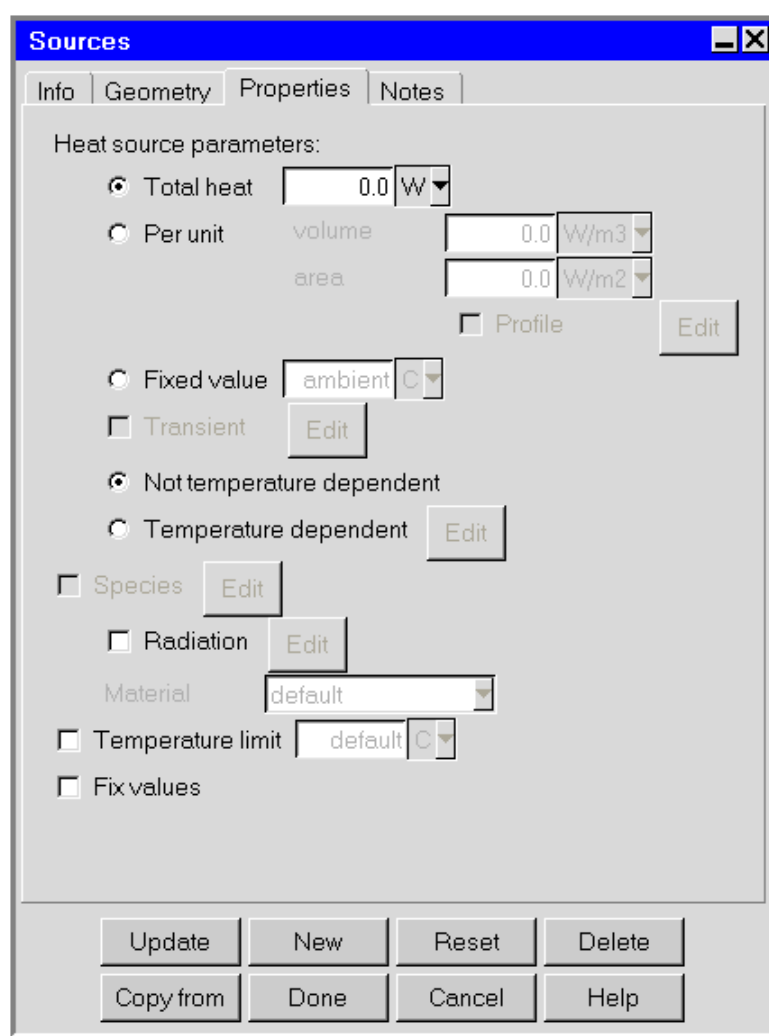 Sources
Info Geometry Properties Notes
Heat source parameters:
Total heat 0.0 W
Per unit volume 0.0 W/m3
area 0.0 W/m2
Profile Edit
Fixed value ambient C
Transient Edit
Not temperature dependent
Temperature dependent Edit
Species Edit
Radiation Edit
Material default
Temperature limit default C
Fix values
Update New Reset Delete
Copy from Done Cancel Help